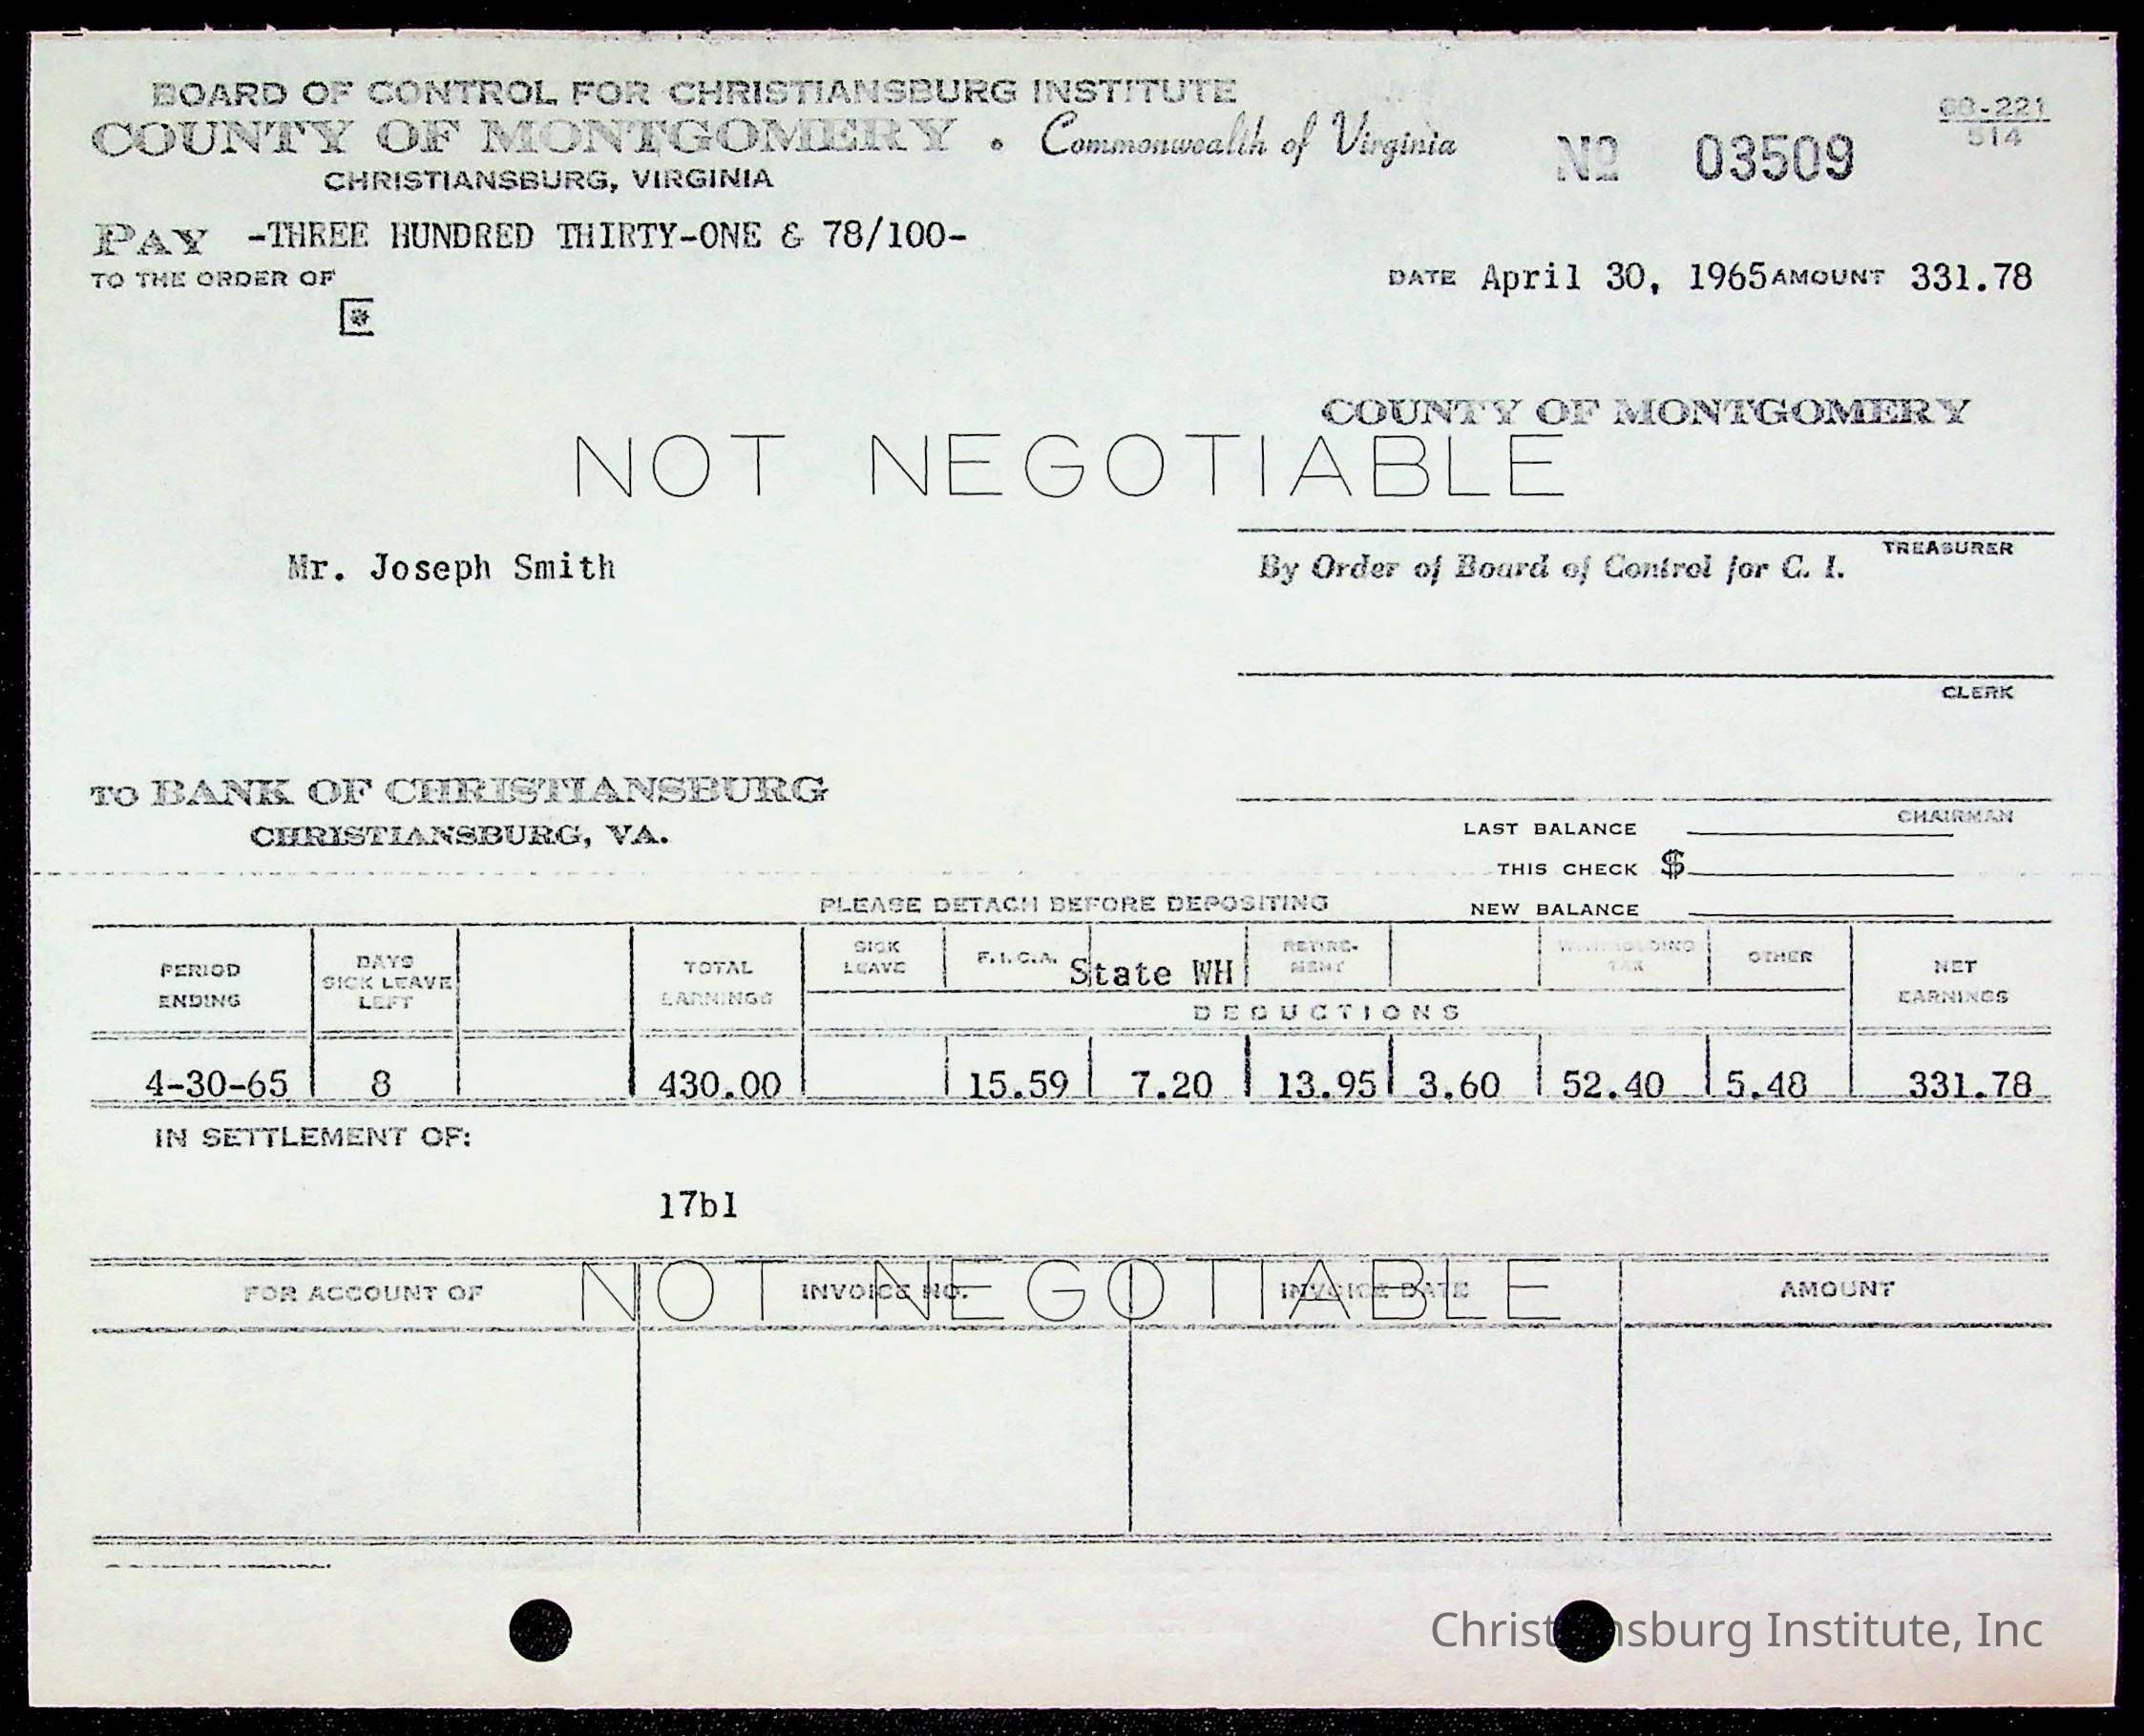 BOARD OF CONTROL FOR CHRISTIANSBURG INSTITUTE
COUNTY OF MONTGOMERY • Commonwealth of Virginia
CHRISTIANSBURG, VIRGINIA
No 03509
60-221
514
PAY -THREE HUNDRED THIRTY-ONE & 78/100-
TO THE ORDER OF
DATE April 30, 1965 AMOUNT 331.78
COUNTY OF MONTGOMERY
NOT NEGOTIABLE
TREASURER
Mr. Joseph Smith
By Order of Board of Control for C. I.
CLERK
TO BANK OF CHRISTIANSBURG
CHRISTIANSBURG, VA.
CHAIRMAN
LAST BALANCE
THIS CHECK $
NEW BALANCE
PLEASE DETACH BEFORE DEPOSITING
PERIOD ENDING DAYS SICK LEAVE LEFT TOTAL EARNINGS SICK LEAVE F.I.C.A. State WH RETIREMENT WITHHOLDING TAX OTHER NET EARNINGS
DEDUCTIONS
4-30-65 8 430.00 15.59 7.20 13.95 3.60 52.40 5.48 331.78
IN SETTLEMENT OF:
17b1
FOR ACCOUNT OF INVOICE NO. INVOICE DATE AMOUNT
NOT NEGOTIABLE
Christiansburg Institute, Inc